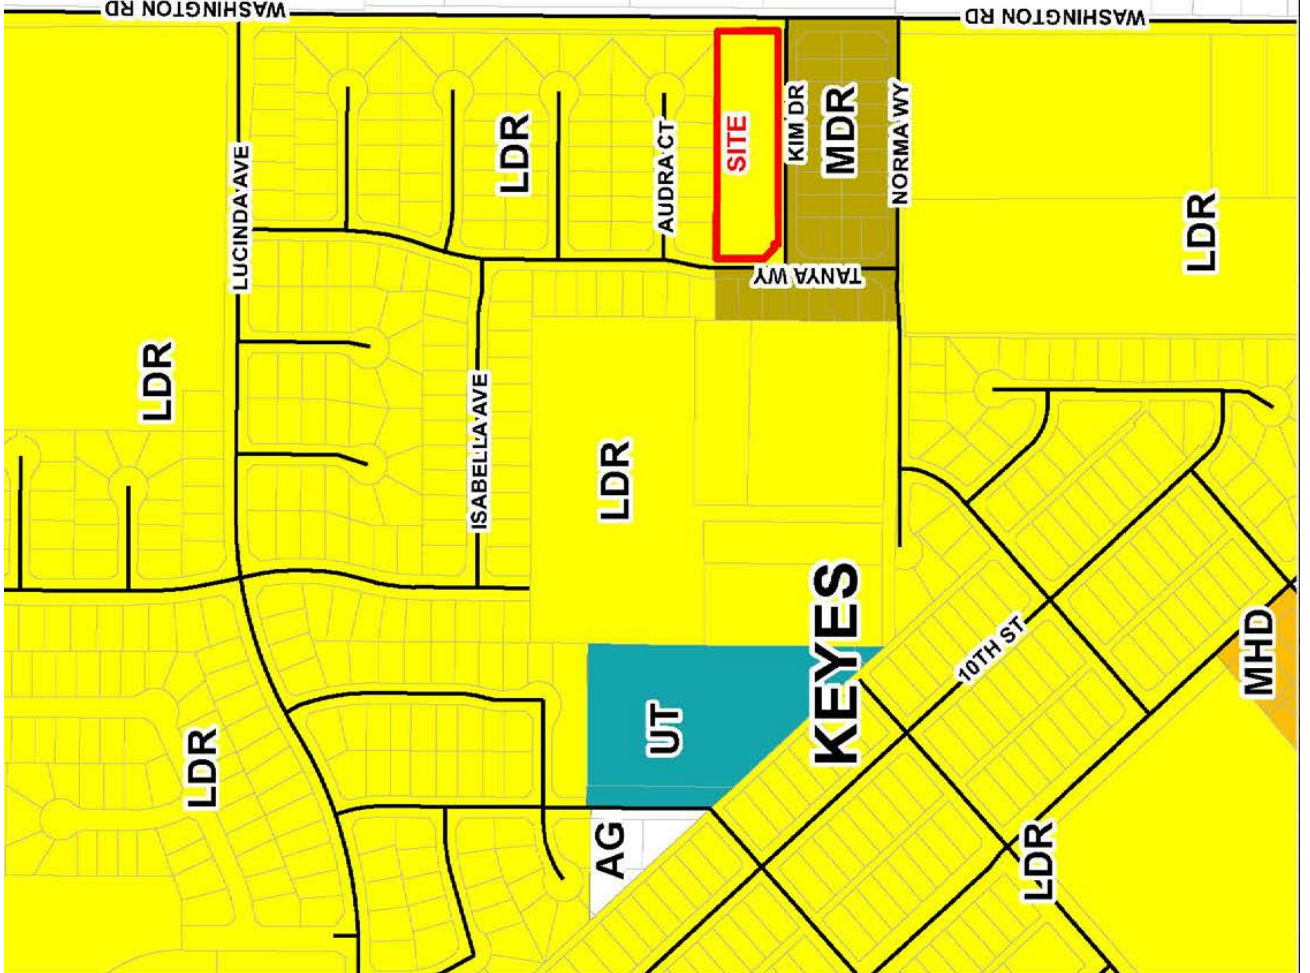 WASHINGTON RD
WASHINGTON RD
LUCINDA AVE
LDR
AUDRA CT
SITE
KIM DR
MDR
NORMA WY
LDR
TANYA WY
LDR
ISABELLA AVE
LDR
KEYES
10TH ST
MHD
LDR
UT
AG
LDR